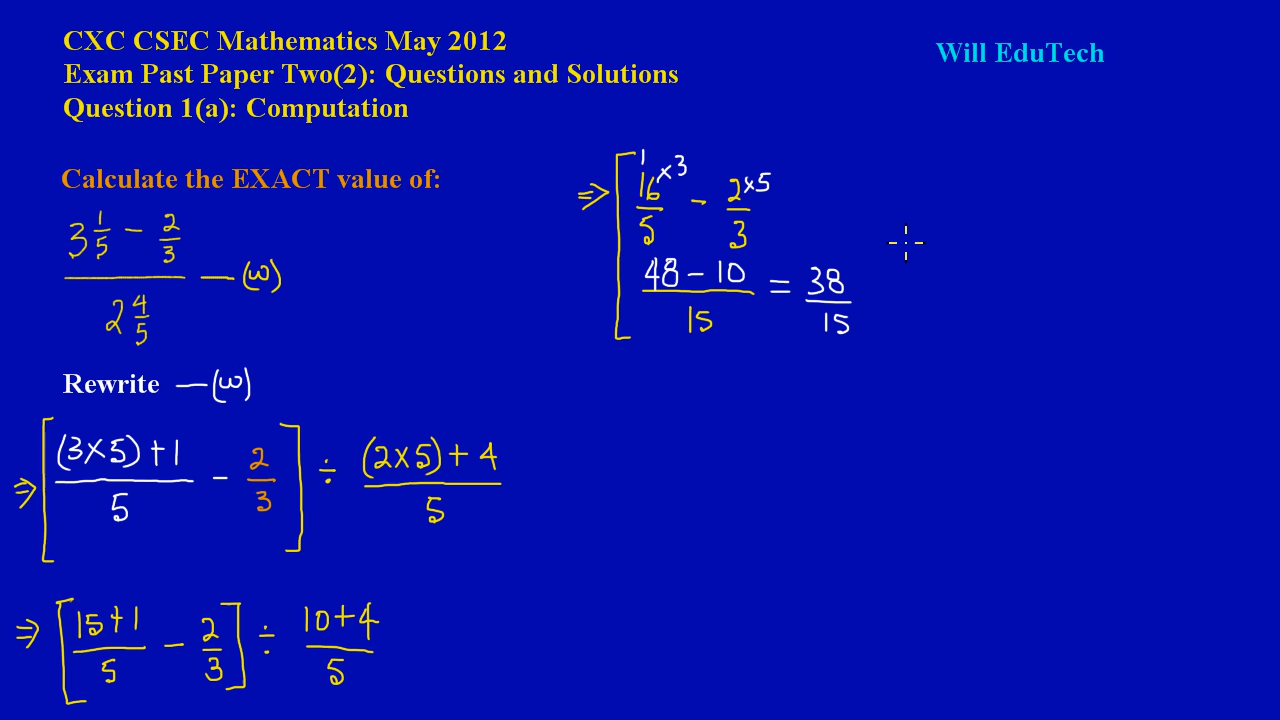 CXC CSEC Mathematics May 2012
Exam Past Paper Two(2): Questions and Solutions
Question 1(a): Computation
Will EduTech
Calculate the EXACT value of:
3 1/5 − 2/3
2 4/5
— (ω)
Rewrite — (ω)
⇒ [ (3×5)+1 / 5 − 2/3 ] ÷ (2×5)+4 / 5
⇒ [ 15+1 / 5 − 2/3 ] ÷ 10+4 / 5
1
⇒ [ 16/5 ×3 − 2/3 ×5
48 − 10 / 15 = 38/15